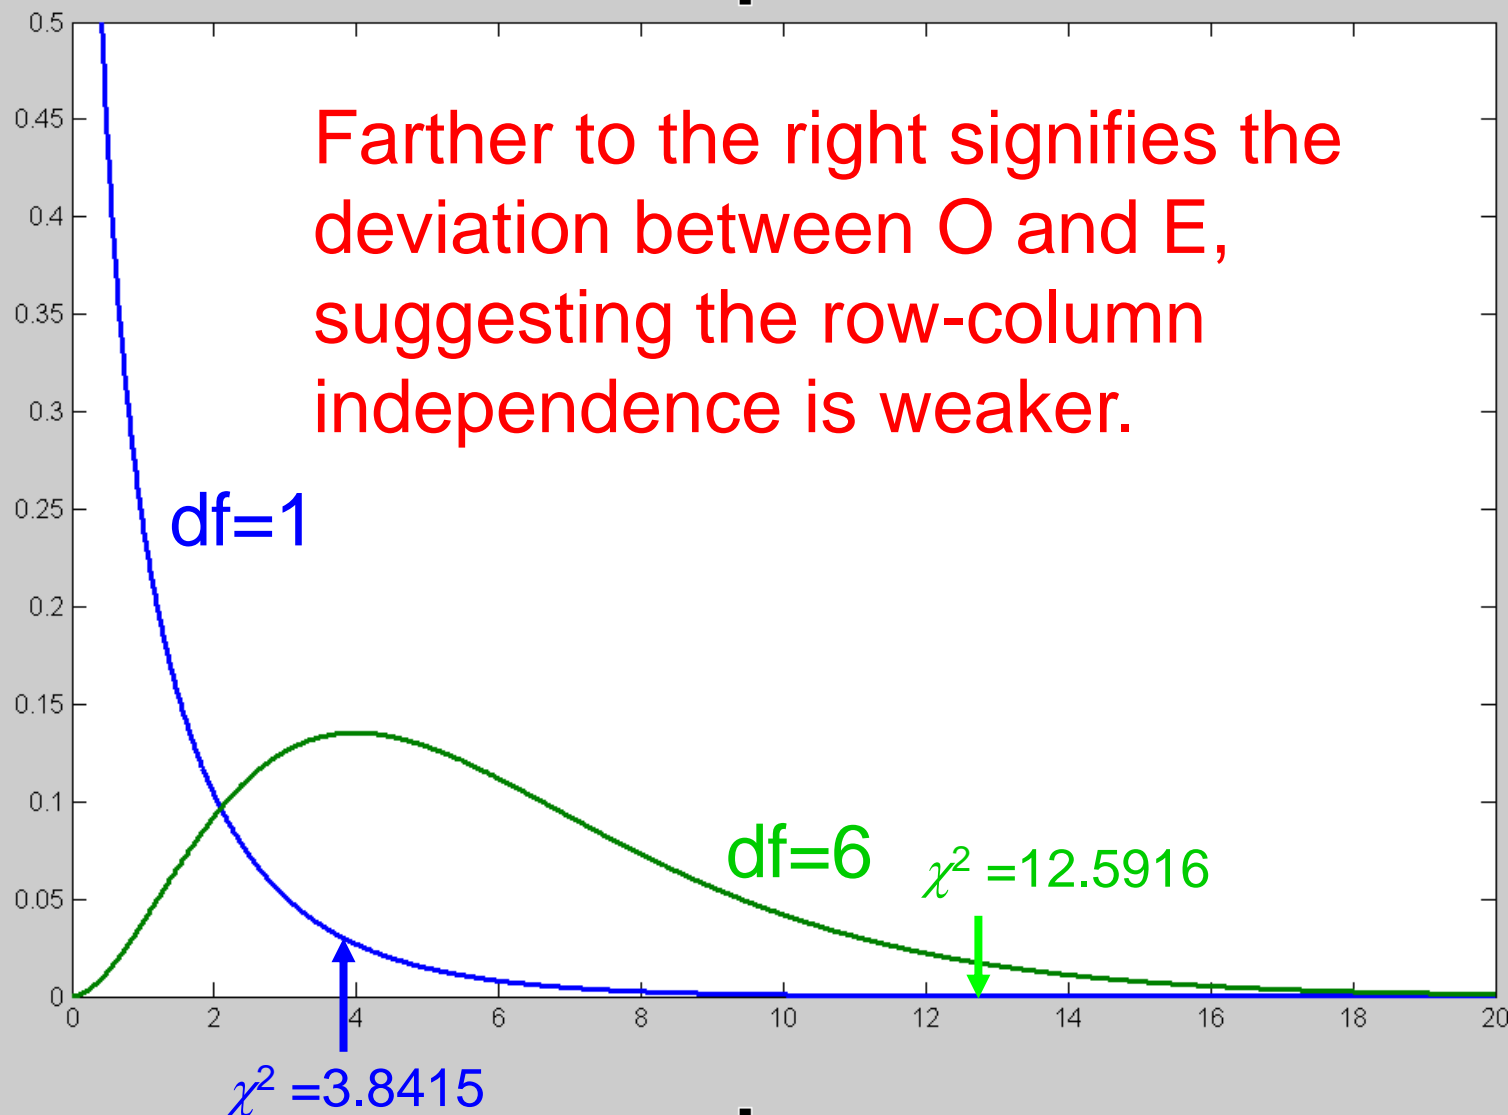 Farther to the right signifies the
deviation between O and E,
suggesting the row-column
independence is weaker.
0.5
0.45
0.4
0.35
0.3
0.25
0.2
0.15
0.1
0.05
0
df=1
df=6
χ² =12.5916
0 2 4 6 8 10 12 14 16 18 20
χ² =3.8415